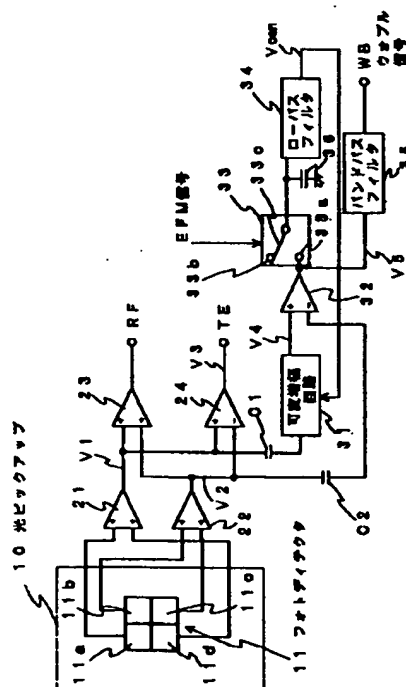 10 光ピックアップ
11a
11b
11c
11d
11 フォトディテクタ
21
22
V1
V2
23
24
RF
TE
V3
C1
C2
可変増幅
回路
31
V4
32
V5
EFM信号
33
33a
33b
33c
34
ローパス
フィルタ
Vcon
バンドパス
フィルタ
WB
ウォブル
信号